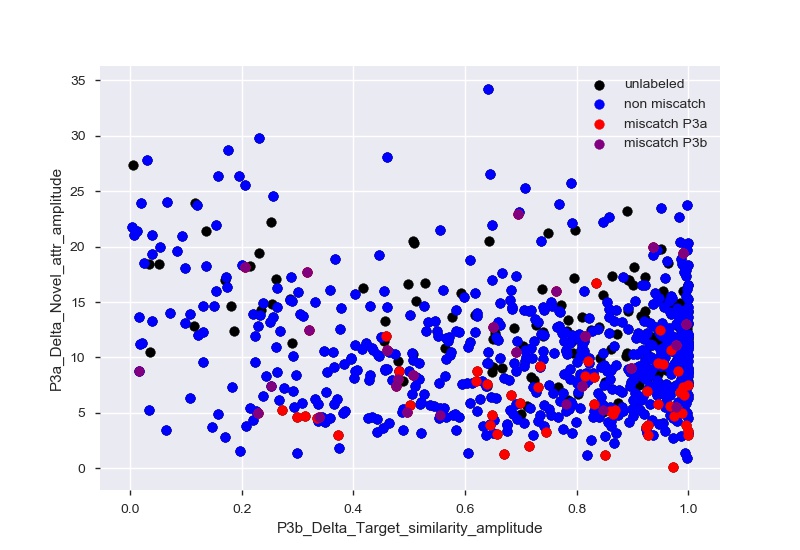 35
30
25
20
15
10
5
0
P3a_Delta_Novel_attr_amplitude
unlabeled
non miscatch
miscatch P3a
miscatch P3b
0.0 0.2 0.4 0.6 0.8 1.0
P3b_Delta_Target_similarity_amplitude